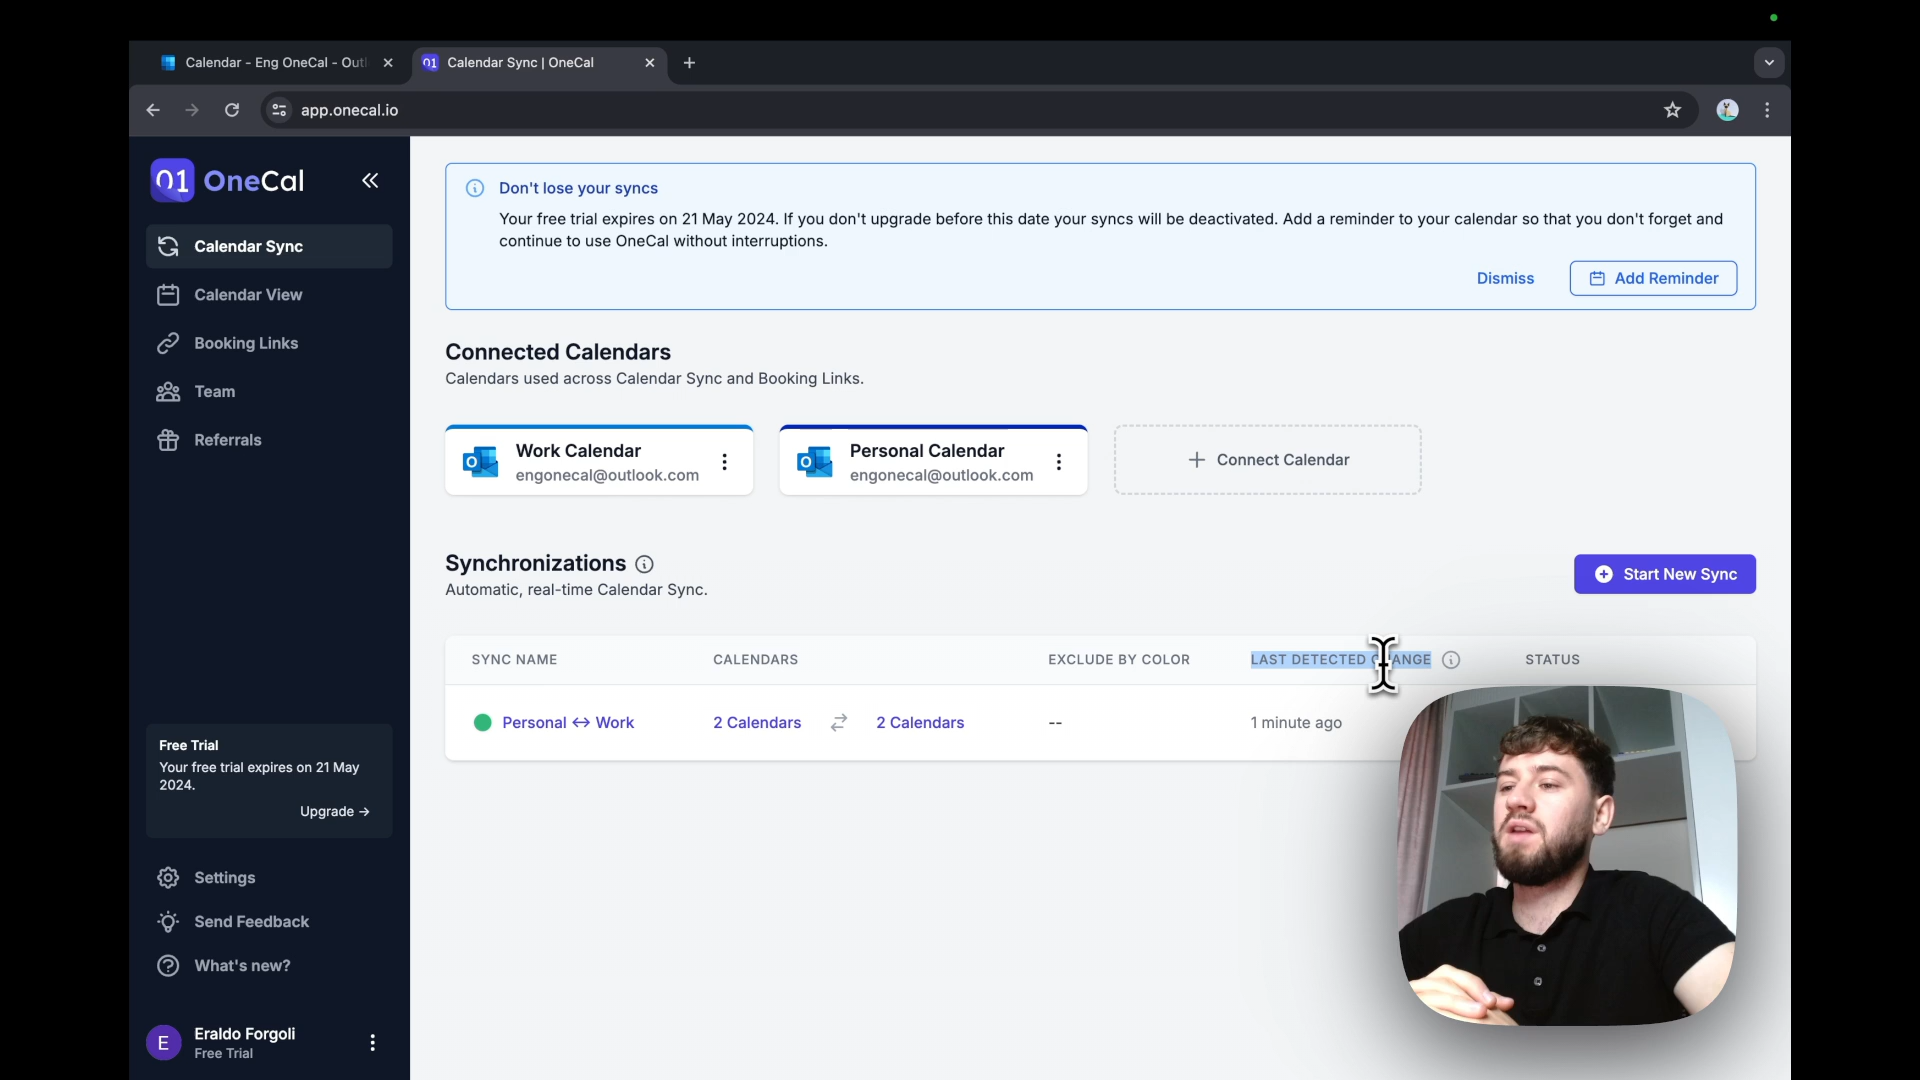 Calendar - Eng OneCal - Outl
01 Calendar Sync | OneCal
app.onecal.io
01 OneCal
Calendar Sync
Calendar View
Booking Links
Team
Referrals
Free Trial
Your free trial expires on 21 May
2024.
Upgrade →
Settings
Send Feedback
What's new?
E
Eraldo Forgoli
Free Trial
Don't lose your syncs
Your free trial expires on 21 May 2024. If you don't upgrade before this date your syncs will be deactivated. Add a reminder to your calendar so that you don't forget and
continue to use OneCal without interruptions.
Dismiss
Add Reminder
Connected Calendars
Calendars used across Calendar Sync and Booking Links.
Work Calendar
engonecal@outlook.com
Personal Calendar
engonecal@outlook.com
+ Connect Calendar
Synchronizations
Automatic, real-time Calendar Sync.
Start New Sync
SYNC NAME CALENDARS EXCLUDE BY COLOR LAST DETECTED CHANGE STATUS
Personal ↔ Work 2 Calendars 2 Calendars -- 1 minute ago